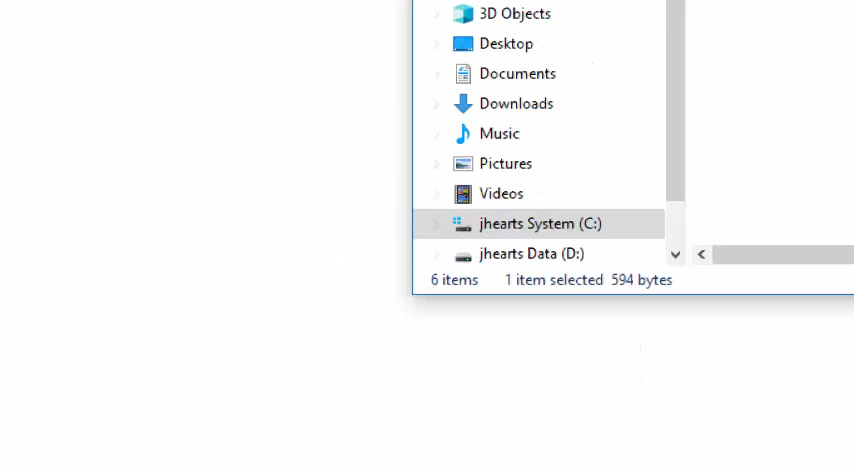 3D Objects
Desktop
Documents
Downloads
Music
Pictures
Videos
jhearts System (C:)
jhearts Data (D:)
6 items 1 item selected 594 bytes